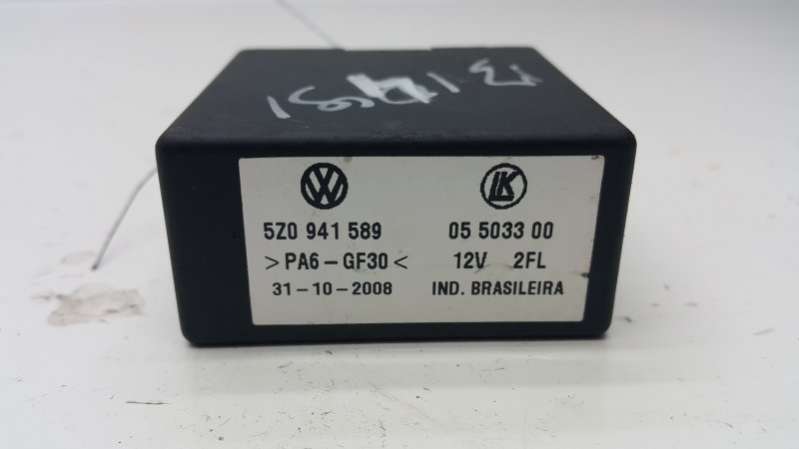 5Z0 941 589 05 5033 00
>PA6-GF30< 12V 2FL
31-10-2008 IND. BRASILEIRA